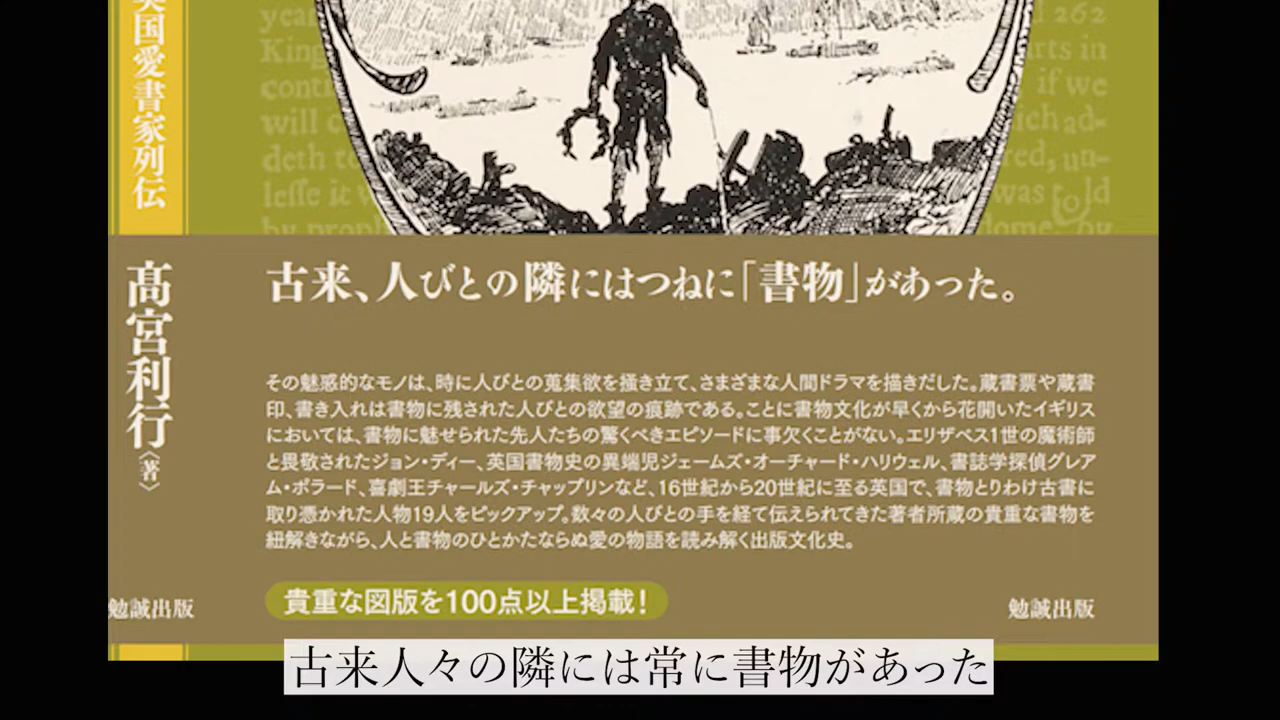 英国愛書家列伝
髙宮利行〈著〉
勉誠出版
古来、人びとの隣にはつねに「書物」があった。
その魅惑的なモノは、時に人びとの蒐集欲を掻き立て、さまざまな人間ドラマを描きだした。蔵書票や蔵書
印、書き入れは書物に残された人びとの欲望の痕跡である。ことに書物文化が早くから花開いたイギリス
においては、書物に魅せられた先人たちの驚くべきエピソードに事欠くことがない。エリザベス1世の魔術師
と畏敬されたジョン・ディー、英国書物史の異端児ジェームズ・オーチャード・ハリウェル、書誌学探偵グレア
ム・ポラード、喜劇王チャールズ・チャップリンなど、16世紀から20世紀に至る英国で、書物とりわけ古書に
取り憑かれた人物19人をピックアップ。数々の人びとの手を経て伝えられてきた著者所蔵の貴重な書物を
紐解きながら、人と書物のひとかたならぬ愛の物語を読み解く出版文化史。
貴重な図版を100点以上掲載!
勉誠出版
古来人々の隣には常に書物があった